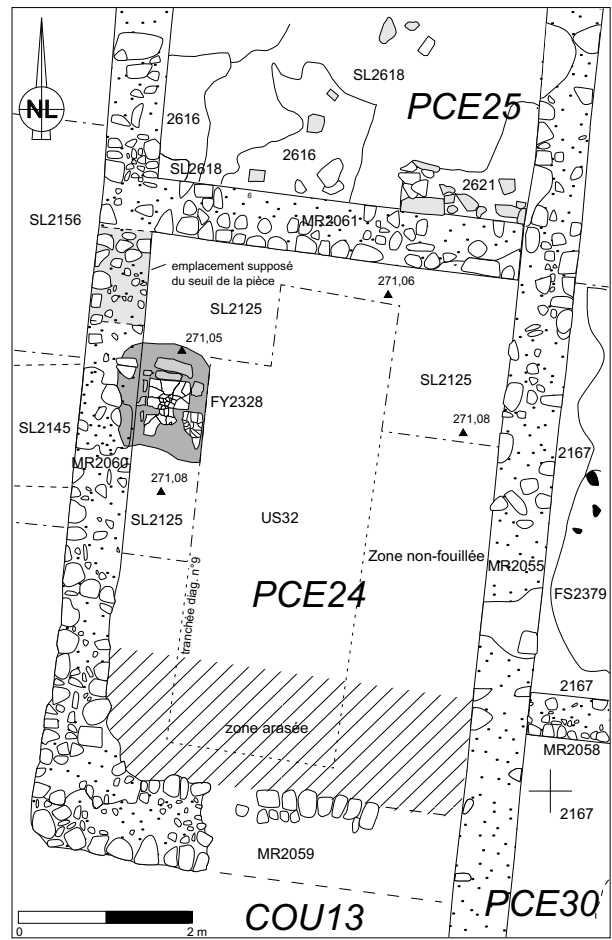 NL
SL2618
PCE25
2616
2616
SL2618
2621
6
MR2061
SL2156
emplacement supposé
du seuil de la pièce
SL2125
271,06
271,05
SL2125
FY2328
271,08
SL2145
2167
MR2060
271,08
SL2125
US32
Zone non-fouillée
MR2055
tranchée diag. n°9
PCE24
FS2379
2167
zone arasée
MR2058
2167
MR2059
0
2 m
COU13
PCE30